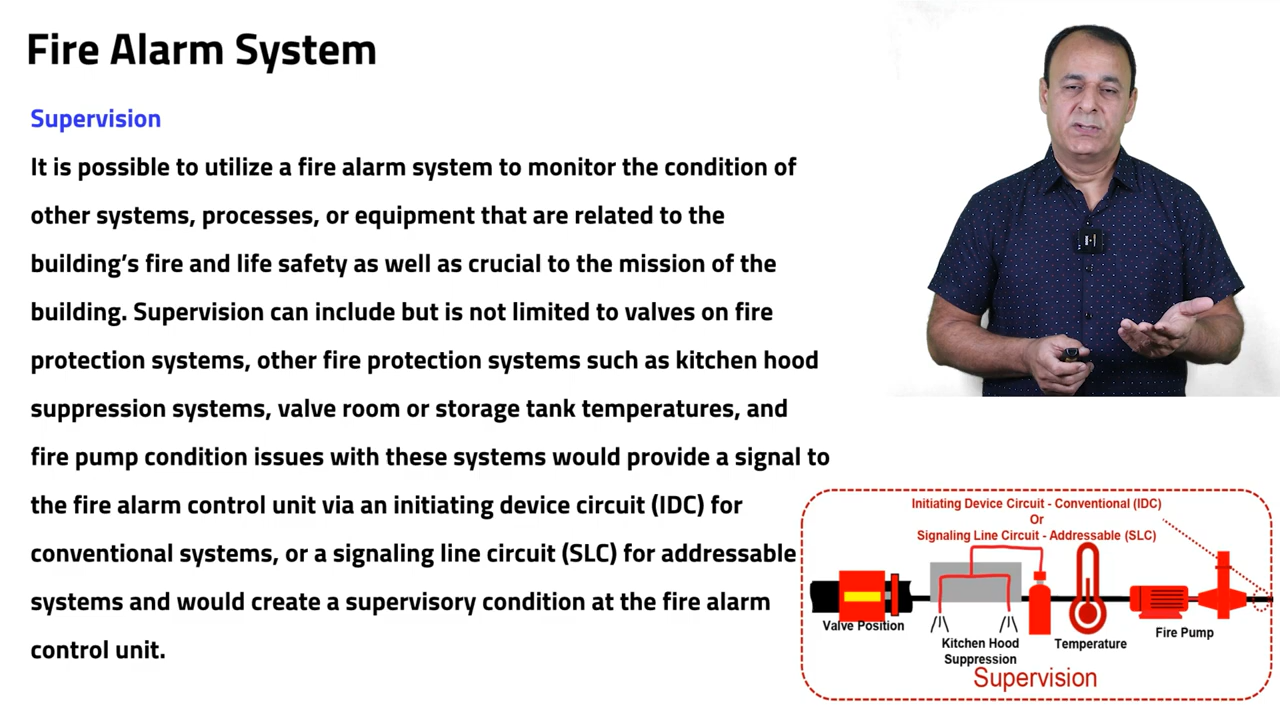 Fire Alarm System
Supervision
It is possible to utilize a fire alarm system to monitor the condition of
other systems, processes, or equipment that are related to the
building’s fire and life safety as well as crucial to the mission of the
building. Supervision can include but is not limited to valves on fire
protection systems, other fire protection systems such as kitchen hood
suppression systems, valve room or storage tank temperatures, and
fire pump condition issues with these systems would provide a signal to
the fire alarm control unit via an initiating device circuit (IDC) for
conventional systems, or a signaling line circuit (SLC) for addressable
systems and would create a supervisory condition at the fire alarm
control unit.
Initiating Device Circuit - Conventional (IDC)
Or
Signaling Line Circuit - Addressable (SLC)
Valve Position
Kitchen Hood
Suppression
Temperature
Fire Pump
Supervision